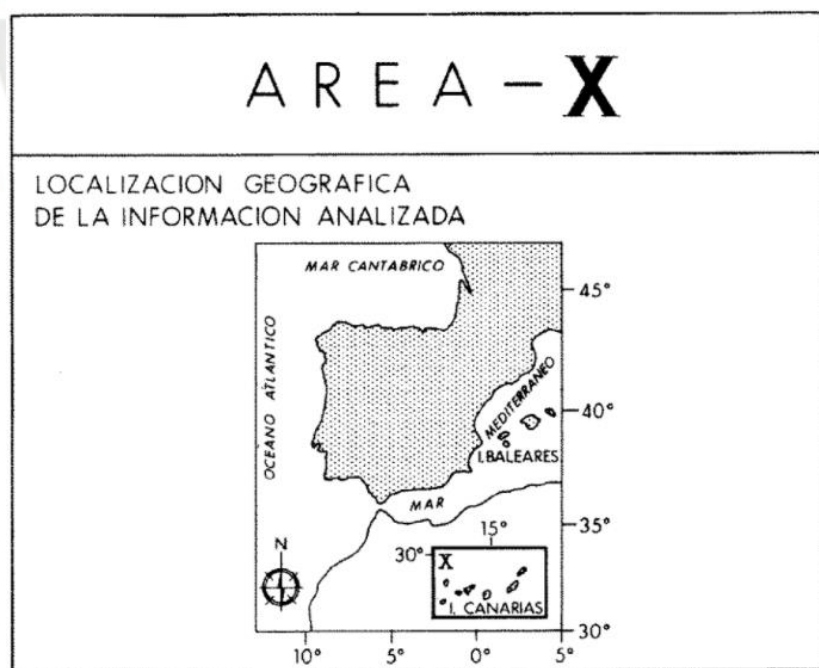 AREA-X
LOCALIZACION GEOGRAFICA
DE LA INFORMACION ANALIZADA
MAR CANTABRICO
45°
OCEANO ATLANTICO
MEDITERRANEO
40°
I.BALEARES
MAR
35°
15°
30°
X
N
I. CANARIAS
30°
10°
5°
0°
5°